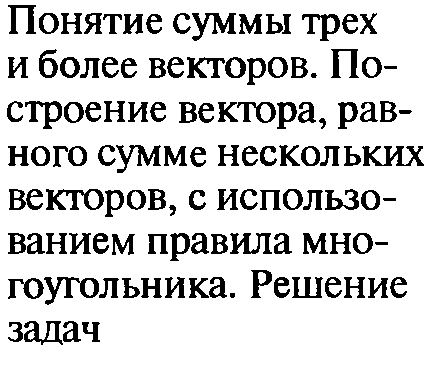 Понятие суммы трех
и более векторов. По-
строение вектора, рав-
ного сумме нескольких
векторов, с использо-
ванием правила мно-
гоугольника. Решение
задач